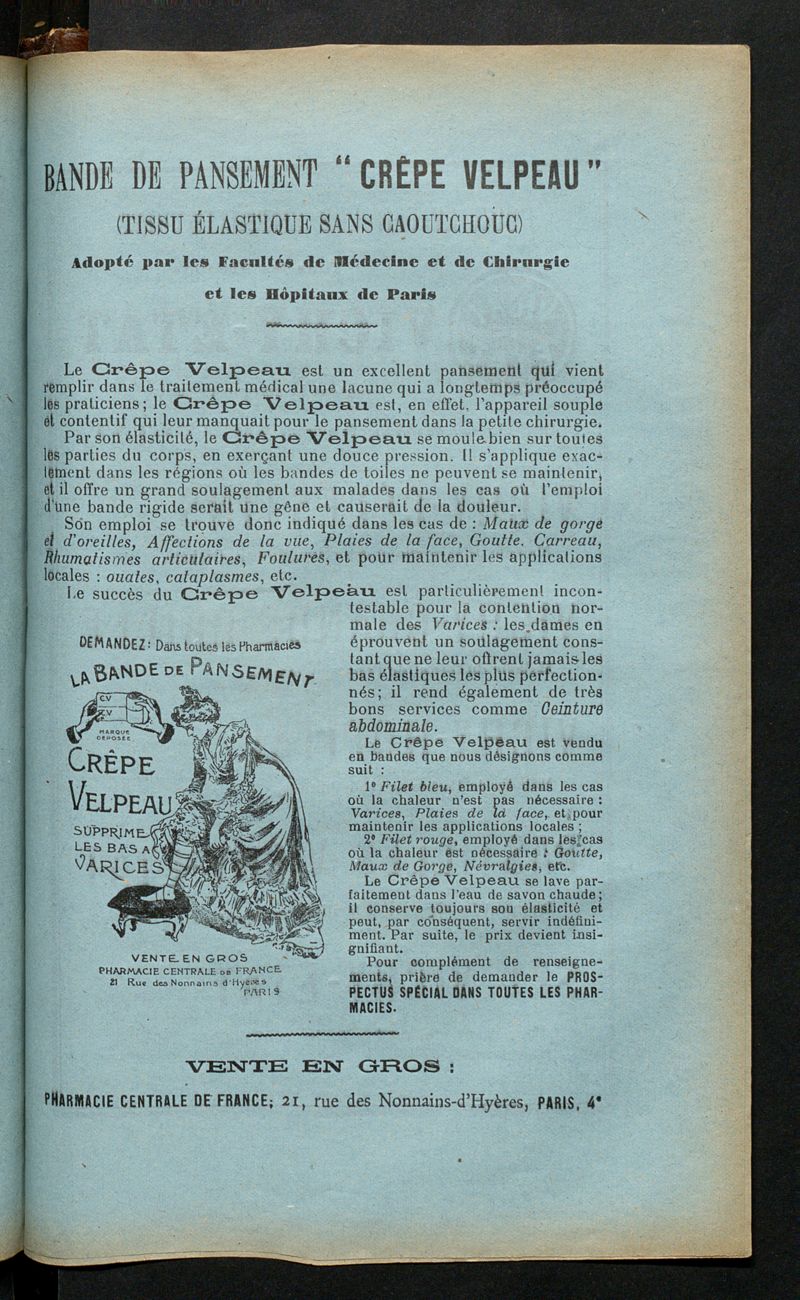 BANDE DE PANSEMENT "CRÊPE VELPEAU"
(TISSU ÉLASTIQUE SANS CAOUTCHOUC)
Adopté par les Facultés de Médecine et de Chirurgie
et les Hôpitaux de Paris
Le Crêpe Velpeau est un excellent pansement qui vient
remplir dans le traitement médical une lacune qui a longtemps préoccupé
les praticiens; le Crêpe Velpeau est, en effet, l'appareil souple
et contentif qui leur manquait pour le pansement dans la petite chirurgie.
Par son élasticité, le Crêpe Velpeau se moule bien sur toutes
les parties du corps, en exerçant une douce pression. Il s'applique exac-
tement dans les régions où les bandes de toiles ne peuvent se maintenir,
et il offre un grand soulagement aux malades dans les cas où l'emploi
d'une bande rigide serait une gêne et causerait de la douleur.
Son emploi se trouve donc indiqué dans les cas de : Maux de gorge
et d'oreilles, Affections de la vue, Plaies de la face, Goutte, Carreau,
Rhumatismes articulaires, Foulures, et pour maintenir les applications
locales : ouates, cataplasmes, etc.
Le succès du Crêpe Velpeau est particulièrement incon-
testable pour la contention nor-
male des Varices : les dames en
éprouvent un soulagement cons-
tant que ne leur offrent jamais les
bas élastiques les plus perfection-
nés; il rend également de très
bons services comme Ceinture
abdominale.
Le Crêpe Velpeau est vendu
en bandes que nous désignons comme
suit :
1º Filet bleu, employé dans les cas
où la chaleur n'est pas nécessaire :
Varices, Plaies de la face, et pour
maintenir les applications locales ;
2º Filet rouge, employé dans les cas
où la chaleur est nécessaire : Goutte,
Maux de Gorge, Névralgies, etc.
Le Crêpe Velpeau se lave par-
faitement dans l'eau de savon chaude ;
il conserve toujours son élasticité et
peut, par conséquent, servir indéfini-
ment. Par suite, le prix devient insi-
gnifiant.
Pour complément de renseigne-
ments, prière de demander le PROS-
PECTUS SPÉCIAL DANS TOUTES LES PHAR-
MACIES.
DEMANDEZ : Dans toutes les Pharmacies
LA BANDE DE PANSEMENT
C.V
C.V
MARQUE
DÉPOSÉE
CRÊPE
VELPEAU
SUPPRIME
LES BAS A
VARICES
VENTE EN GROS
PHARMACIE CENTRALE DE FRANCE
21 Rue des Nonnains d'Hyères
PARIS
VENTE EN GROS :
PHARMACIE CENTRALE DE FRANCE; 21, rue des Nonnains-d'Hyères, PARIS, 4e